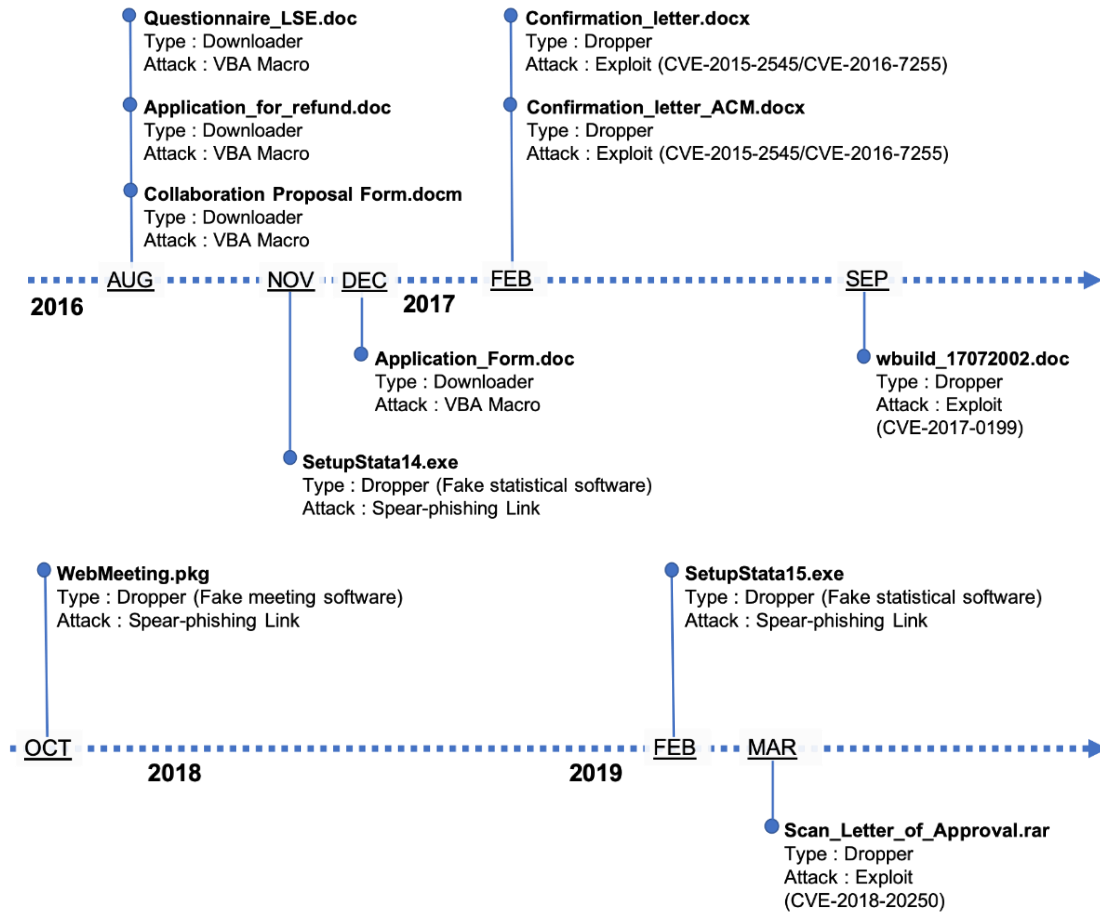 Questionnaire_LSE.doc
Type : Downloader
Attack : VBA Macro
Application_for_refund.doc
Type : Downloader
Attack : VBA Macro
Collaboration Proposal Form.docm
Type : Downloader
Attack : VBA Macro
Confirmation_letter.docx
Type : Dropper
Attack : Exploit (CVE-2015-2545/CVE-2016-7255)
Confirmation_letter_ACM.docx
Type : Dropper
Attack : Exploit (CVE-2015-2545/CVE-2016-7255)
AUG
NOV
DEC
FEB
SEP
2016
2017
Application_Form.doc
Type : Downloader
Attack : VBA Macro
wbuild_17072002.doc
Type : Dropper
Attack : Exploit
(CVE-2017-0199)
SetupStata14.exe
Type : Dropper (Fake statistical software)
Attack : Spear-phishing Link
WebMeeting.pkg
Type : Dropper (Fake meeting software)
Attack : Spear-phishing Link
SetupStata15.exe
Type : Dropper (Fake statistical software)
Attack : Spear-phishing Link
OCT
FEB
MAR
2018
2019
Scan_Letter_of_Approval.rar
Type : Dropper
Attack : Exploit
(CVE-2018-20250)